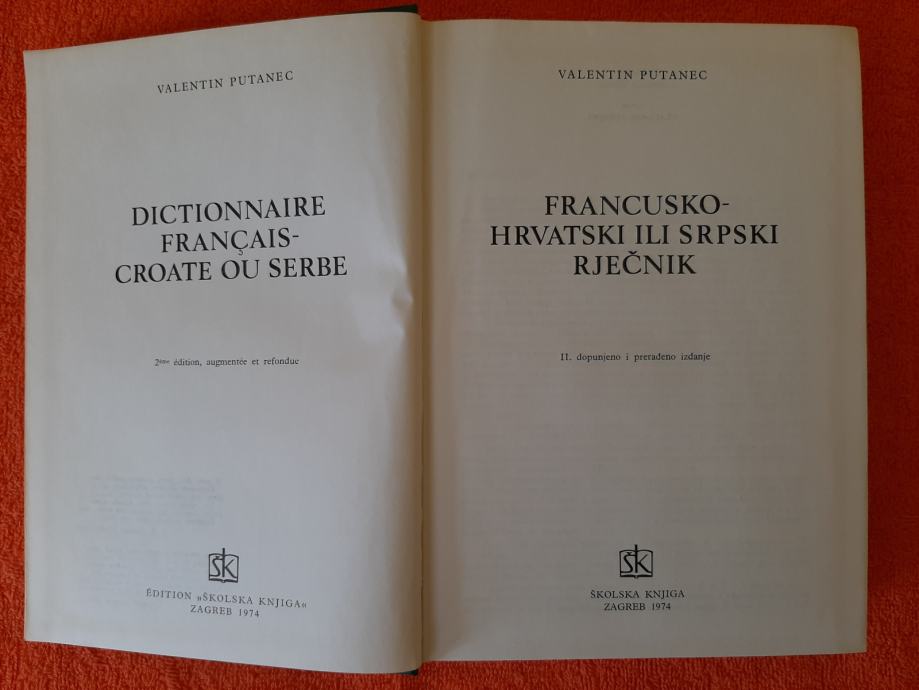 VALENTIN PUTANEC
DICTIONNAIRE
FRANÇAIS-
CROATE OU SERBE
2ème édition, augmentée et refondue
ŠK
ÉDITION »ŠKOLSKA KNJIGA«
ZAGREB 1974
VALENTIN PUTANEC
FRANCUSKO-
HRVATSKI ILI SRPSKI
RJEČNIK
II. dopunjeno i prerađeno izdanje
ŠK
ŠKOLSKA KNJIGA
ZAGREB 1974